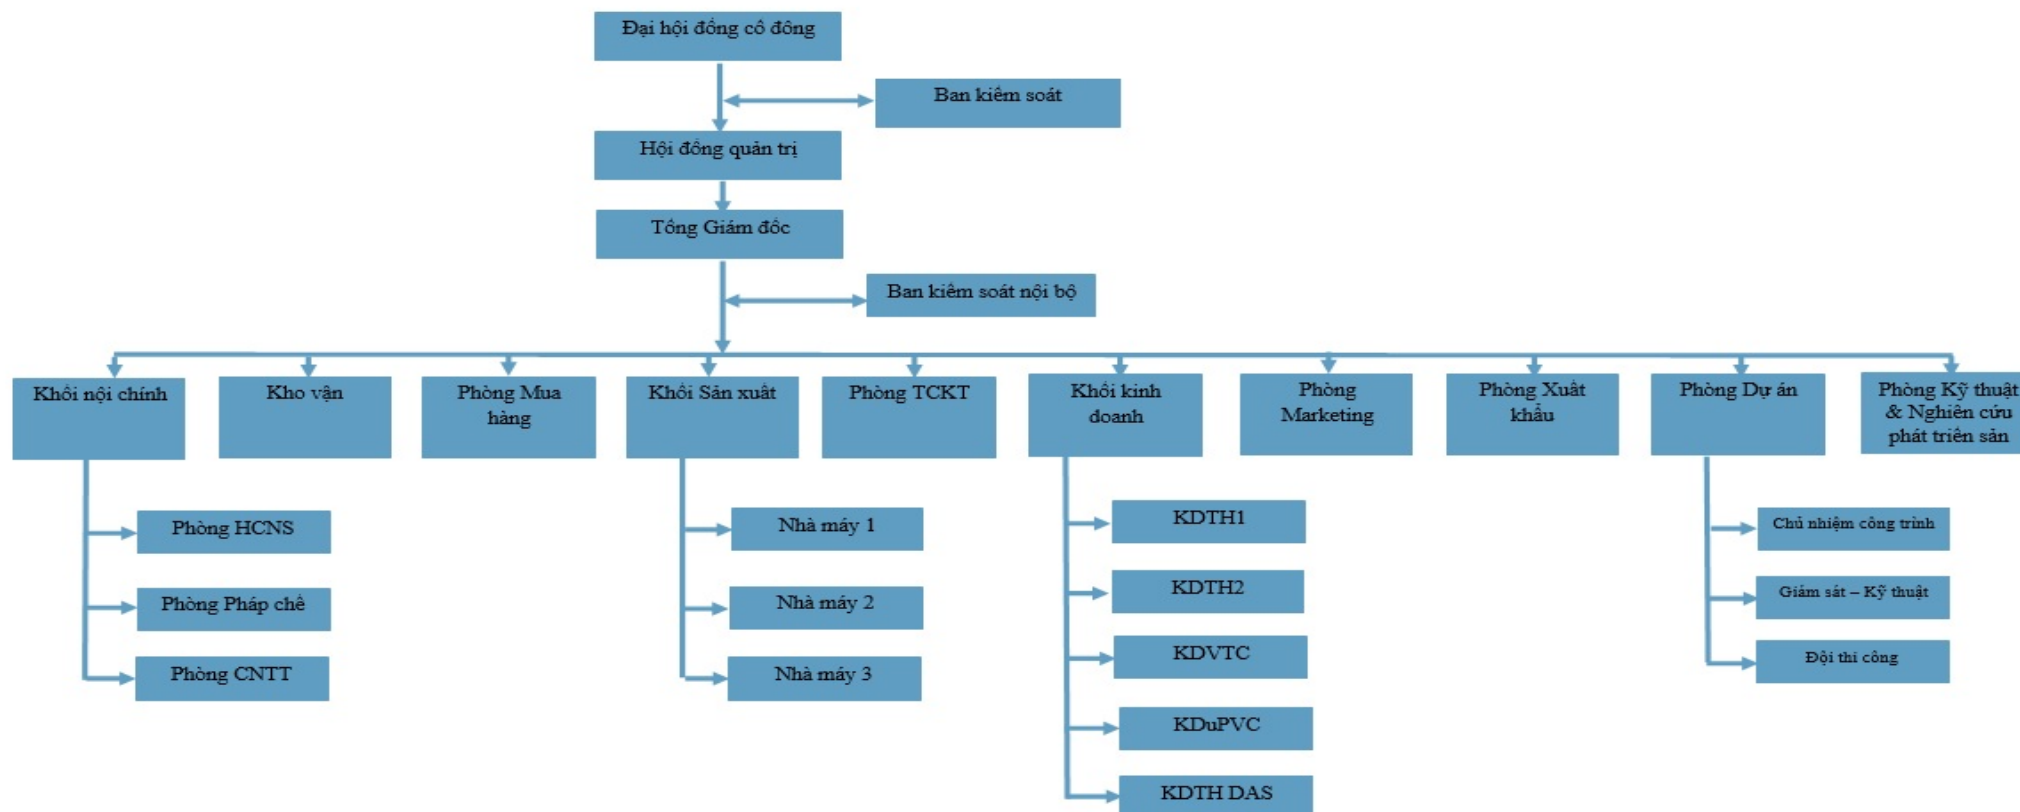 Đại hội đồng cổ đông
Ban kiểm soát
Hội đồng quản trị
Tổng Giám đốc
Ban kiểm soát nội bộ
Khối nội chính
Kho vận
Phòng Mua
hàng
Khối Sản xuất
Phòng TCKT
Khối kinh
doanh
Phòng
Marketing
Phòng Xuất
khẩu
Phòng Dự án
Phòng Kỹ thuật
& Nghiên cứu
phát triển sản
Phòng HCNS
Phòng Pháp chế
Phòng CNTT
Nhà máy 1
Nhà máy 2
Nhà máy 3
KDTH1
KDTH2
KDVTC
KDuPVC
KDTH DAS
Chủ nhiệm công trình
Giám sát – Kỹ thuật
Đội thi công